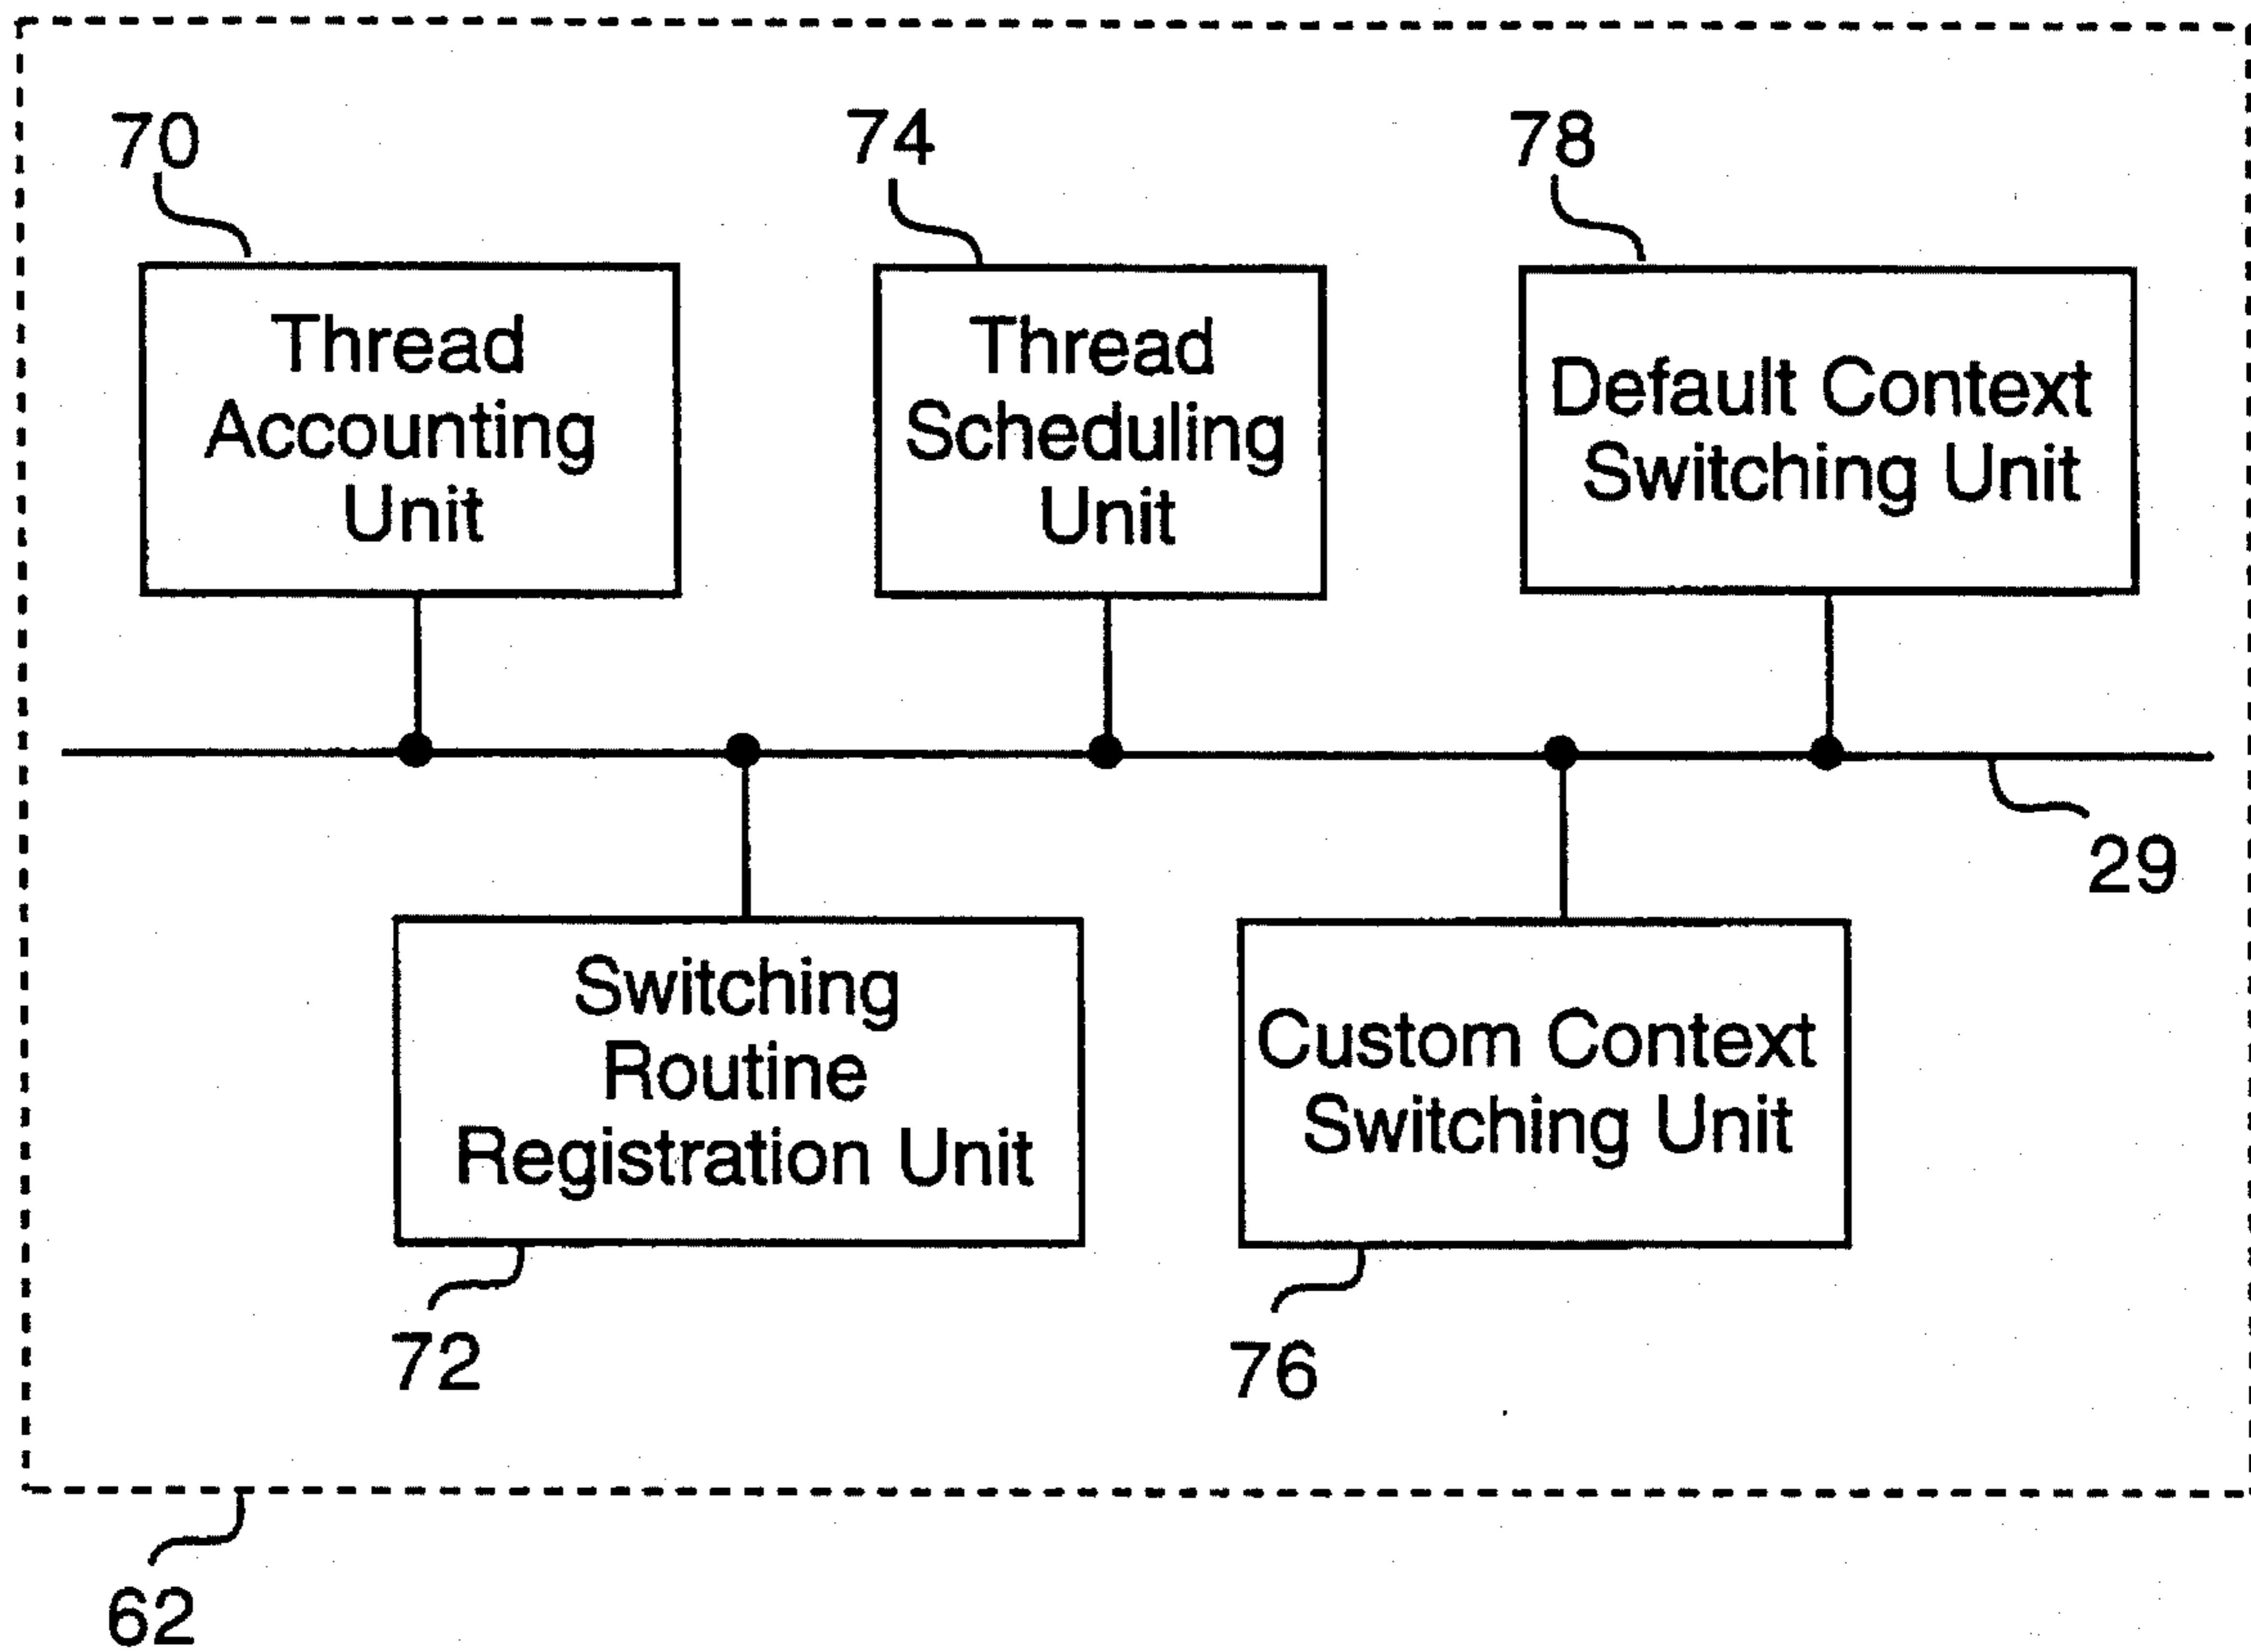 70
74
78
Thread
Accounting
Unit
Thread
Scheduling
Unit
Default Context
Switching Unit
29
Switching
Routine
Registration Unit
Custom Context
Switching Unit
72
76
62